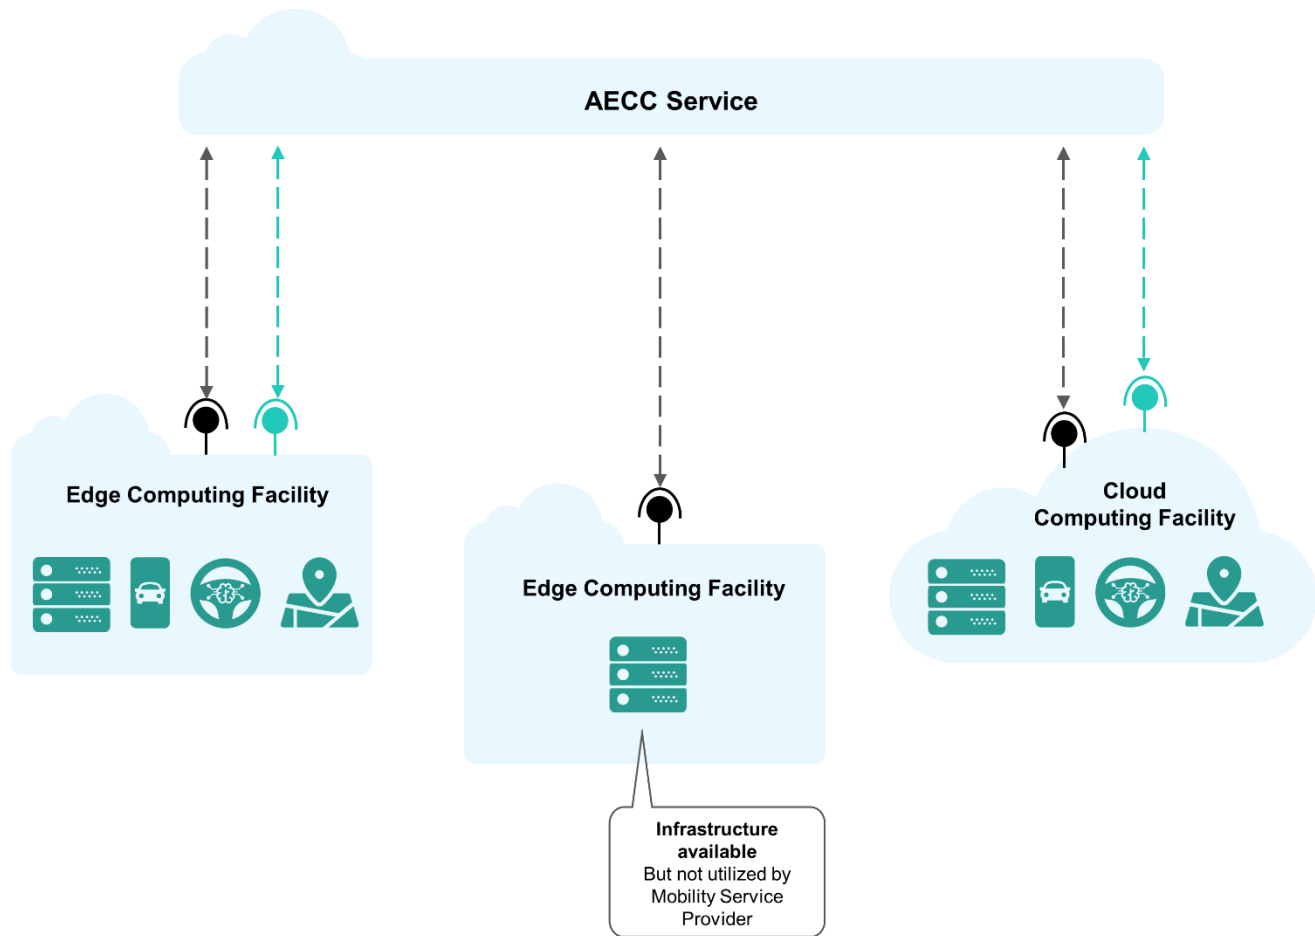 AECC Service
Edge Computing Facility
Cloud
Computing Facility
Edge Computing Facility
Infrastructure
available
But not utilized by
Mobility Service
Provider